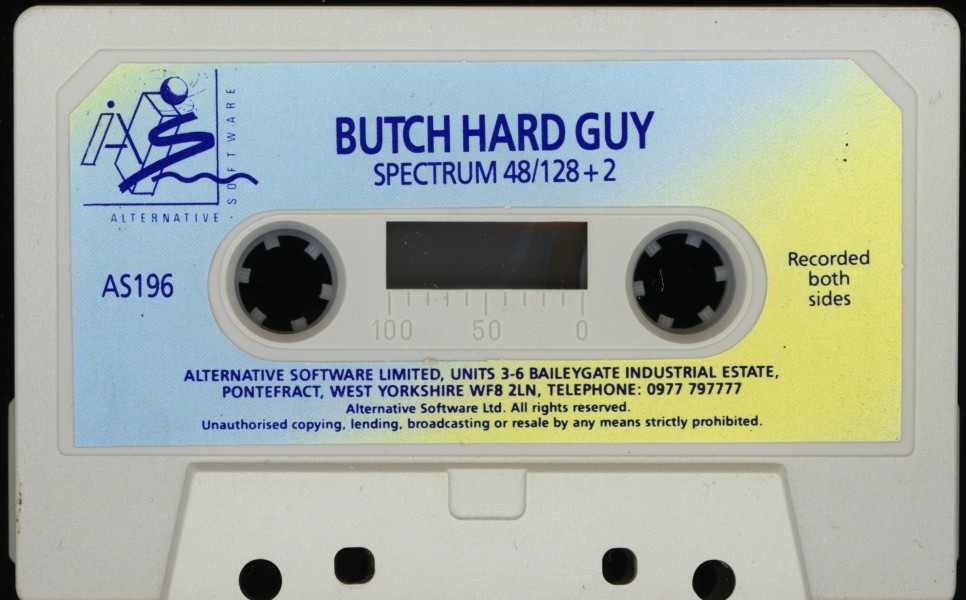 BUTCH HARD GUY
SPECTRUM 48/128+2
SOFTWARE
ALTERNATIVE
AS196
Recorded
both
sides
100 50 0
ALTERNATIVE SOFTWARE LIMITED, UNITS 3-6 BAILEYGATE INDUSTRIAL ESTATE,
PONTEFRACT, WEST YORKSHIRE WF8 2LN, TELEPHONE: 0977 797777
Alternative Software Ltd. All rights reserved.
Unauthorised copying, lending, broadcasting or resale by any means strictly prohibited.